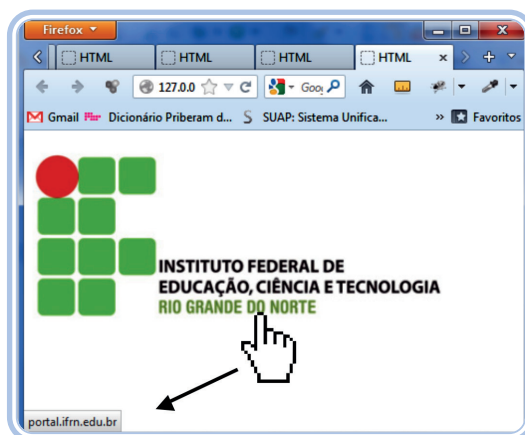 Firefox
HTML HTML HTML HTML x
127.0.0 Goo
Gmail Dicionário Priberam d... SUAP: Sistema Unifica... » Favoritos
INSTITUTO FEDERAL DE
EDUCAÇÃO, CIÊNCIA E TECNOLOGIA
RIO GRANDE DO NORTE
portal.ifrn.edu.br